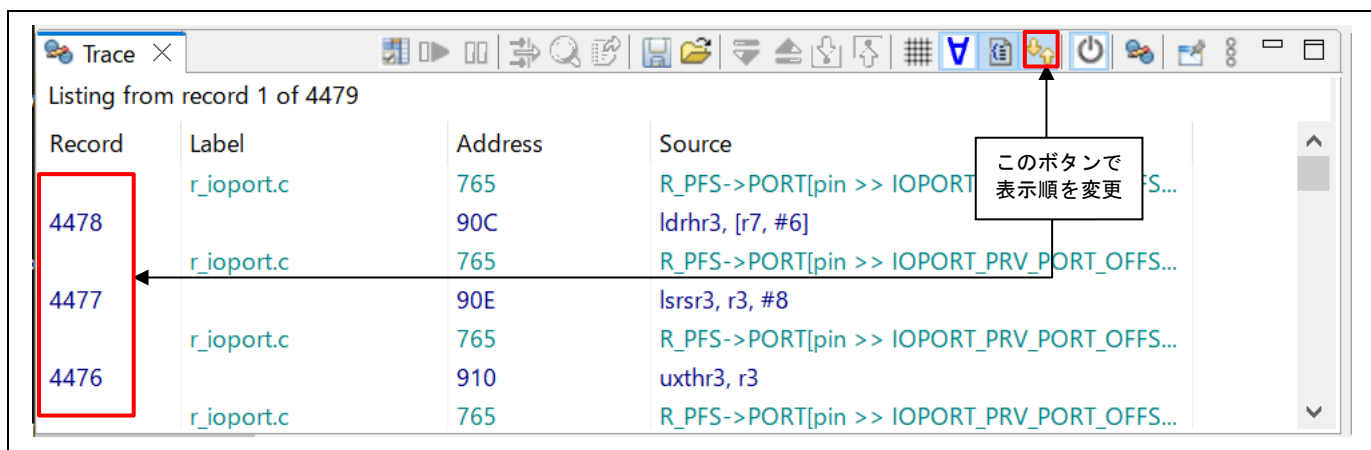 Trace
Listing from record 1 of 4479
Record Label Address Source
r_ioport.c 765 R_PFS->PORT[pin >> IOPORT FS...
4478 90C ldrhr3, [r7, #6]
r_ioport.c 765 R_PFS->PORT[pin >> IOPORT_PRV_PORT_OFFS...
4477 90E lsrsr3, r3, #8
r_ioport.c 765 R_PFS->PORT[pin >> IOPORT_PRV_PORT_OFFS...
4476 910 uxthr3, r3
r_ioport.c 765 R_PFS->PORT[pin >> IOPORT_PRV_PORT_OFFS...
このボタンで
表示順を変更